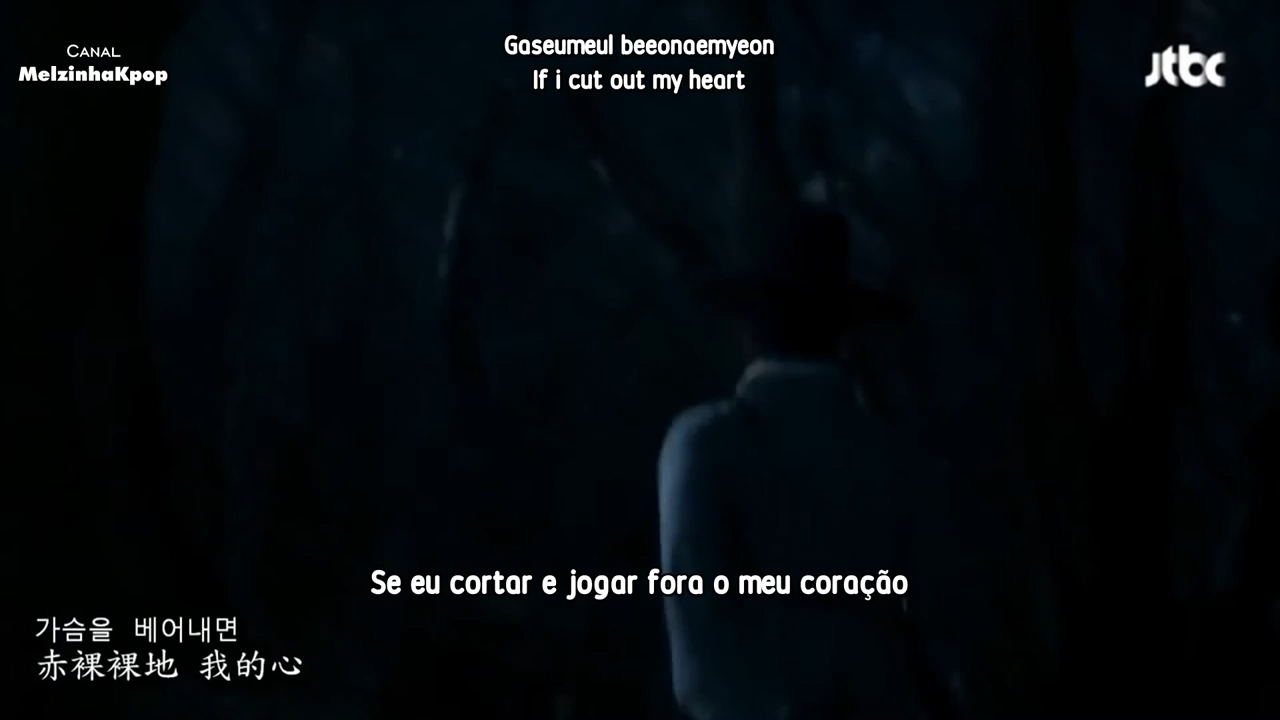 Canal
MelzinhaKpop
Gaseumeul beeonaemyeon
If i cut out my heart
jtbc
Se eu cortar e jogar fora o meu coração
가슴을 베어내면
赤裸裸地 我的心